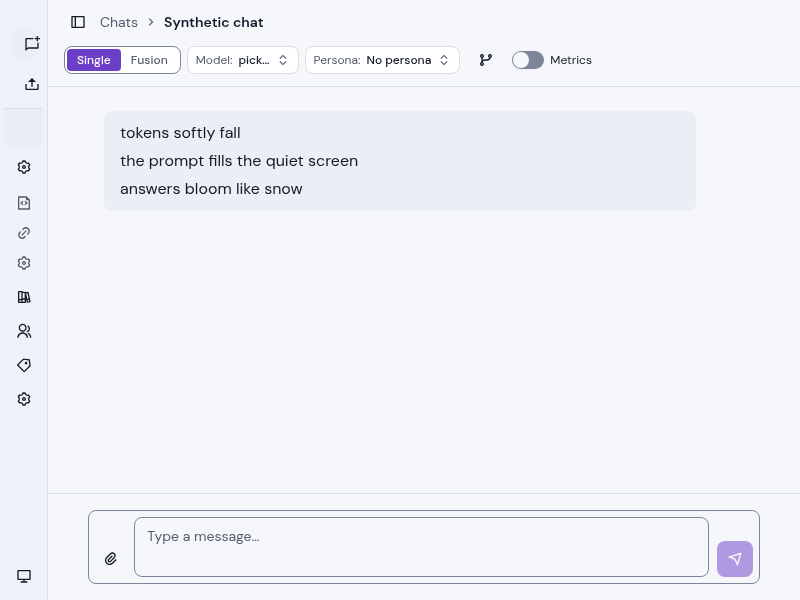 Chats
Synthetic chat
Single
Fusion
Model: pick...
Persona: No persona
Metrics
tokens softly fall
the prompt fills the quiet screen
answers bloom like snow
Type a message...